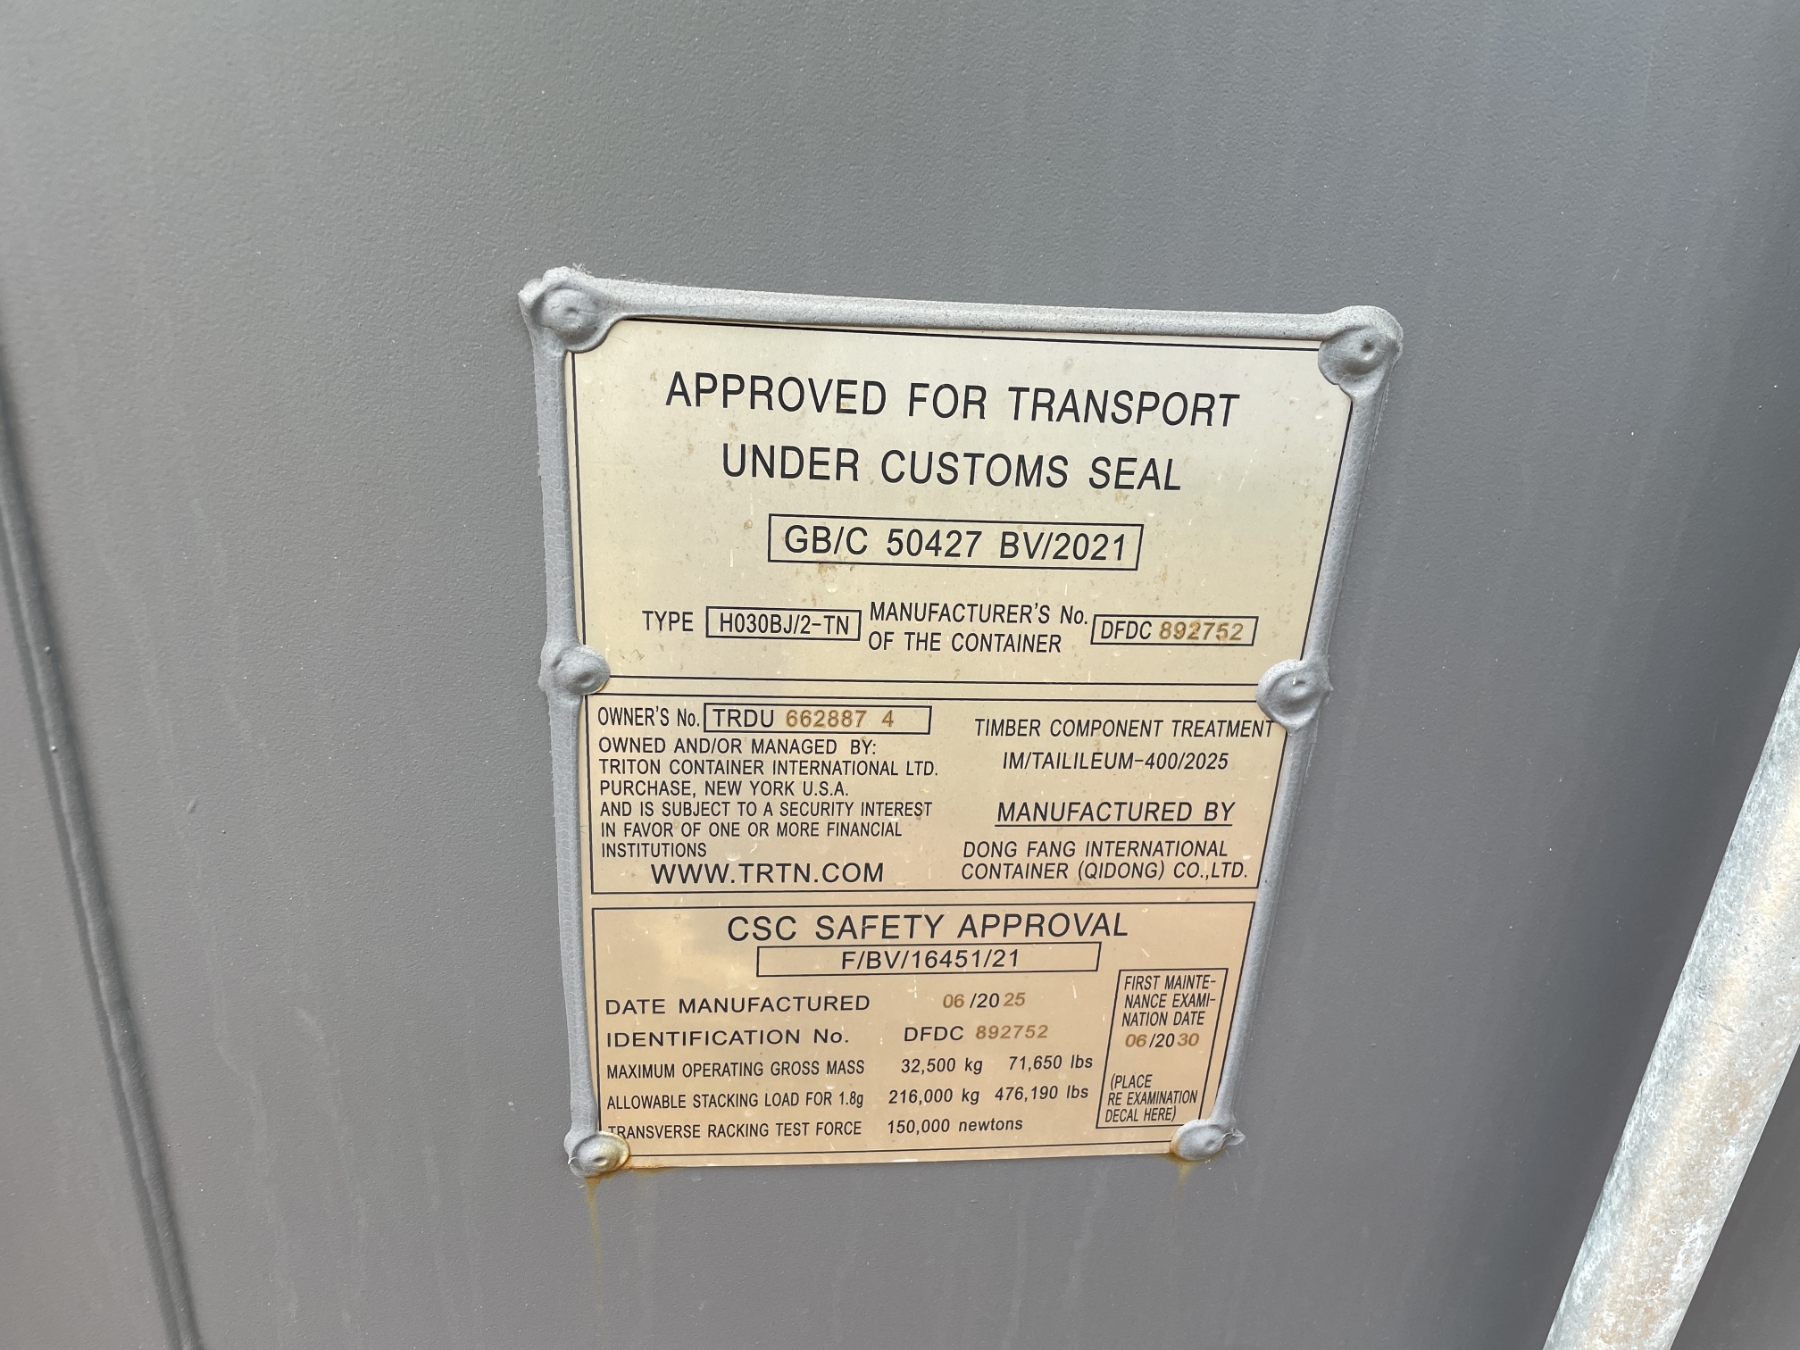 APPROVED FOR TRANSPORT
UNDER CUSTOMS SEAL
GB/C 50427 BV/2021
TYPE H030BJ/2-TN MANUFACTURER'S No. OF THE CONTAINER DFDC 892752
OWNER'S No. TRDU 662887 4
OWNED AND/OR MANAGED BY:
TRITON CONTAINER INTERNATIONAL LTD.
PURCHASE, NEW YORK U.S.A.
AND IS SUBJECT TO A SECURITY INTEREST
IN FAVOR OF ONE OR MORE FINANCIAL
INSTITUTIONS
WWW.TRTN.COM
TIMBER COMPONENT TREATMENT
IM/TAILILEUM-400/2025
MANUFACTURED BY
DONG FANG INTERNATIONAL
CONTAINER (QIDONG) CO.,LTD.
CSC SAFETY APPROVAL
F/BV/16451/21
DATE MANUFACTURED 06/2025
IDENTIFICATION No. DFDC 892752
MAXIMUM OPERATING GROSS MASS 32,500 kg 71,650 lbs
ALLOWABLE STACKING LOAD FOR 1.8g 216,000 kg 476,190 lbs
TRANSVERSE RACKING TEST FORCE 150,000 newtons
FIRST MAINTE-
NANCE EXAMI-
NATION DATE
06/2030
(PLACE
RE EXAMINATION
DECAL HERE)